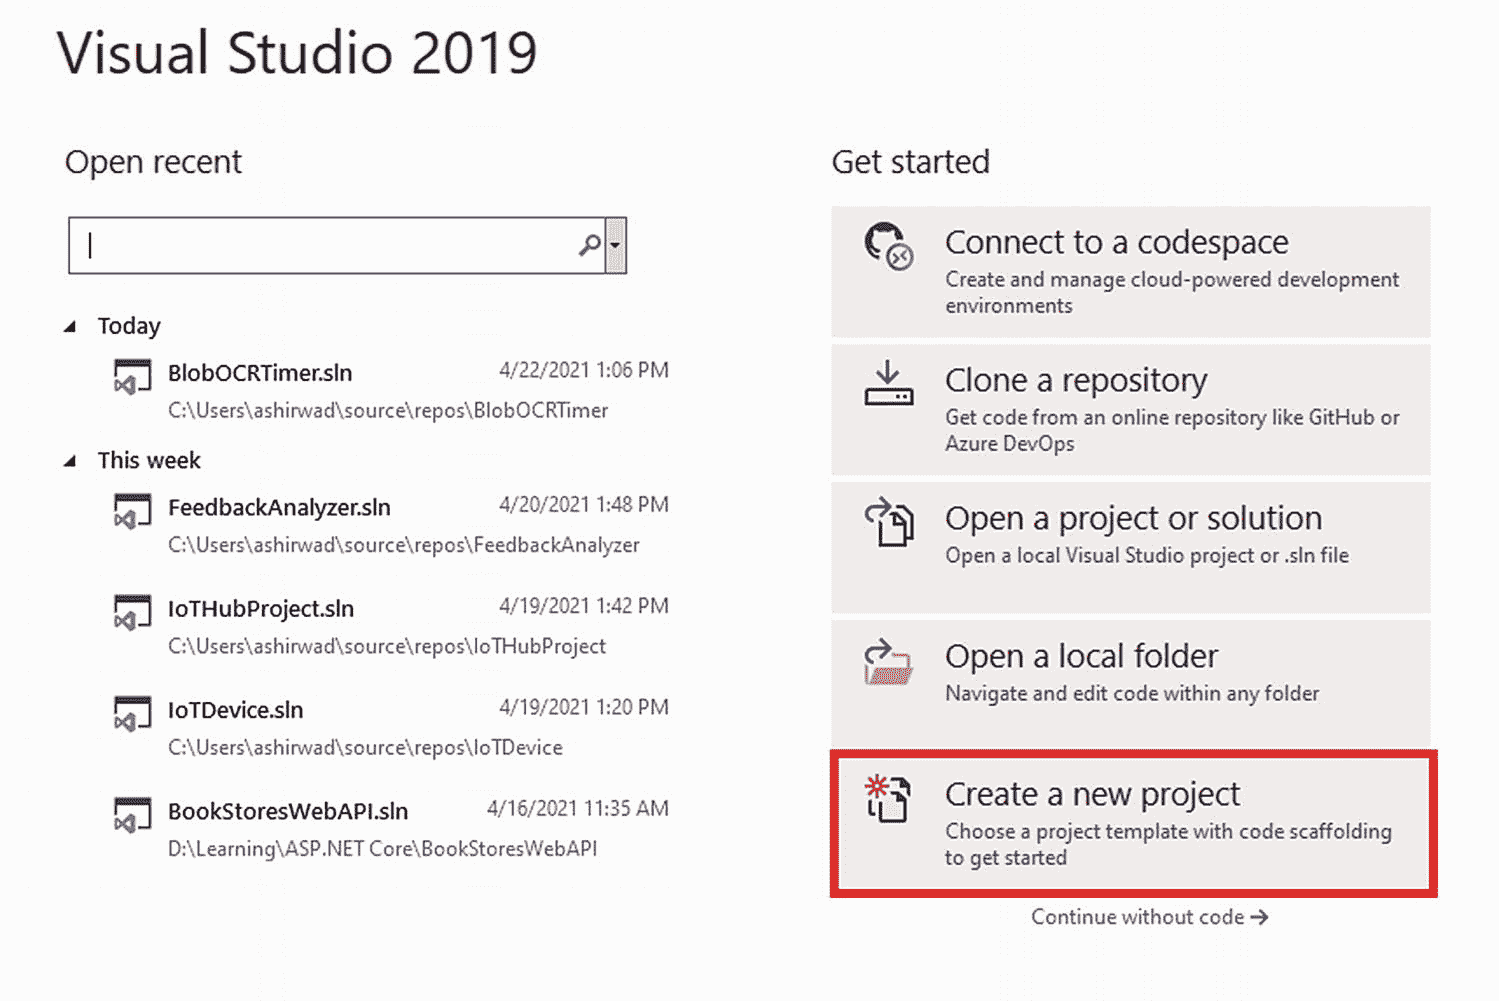 Visual Studio 2019
Open recent
Today
BlobOCRTimer.sln 4/22/2021 1:06 PM
C:\Users\ashirwad\source\repos\BlobOCRTimer
This week
FeedbackAnalyzer.sln 4/20/2021 1:48 PM
C:\Users\ashirwad\source\repos\FeedbackAnalyzer
IoTHubProject.sln 4/19/2021 1:42 PM
C:\Users\ashirwad\source\repos\IoTHubProject
IoTDevice.sln 4/19/2021 1:20 PM
C:\Users\ashirwad\source\repos\IoTDevice
BookStoresWebAPI.sln 4/16/2021 11:35 AM
D:\Learning\ASP.NET Core\BookStoresWebAPI
Get started
Connect to a codespace
Create and manage cloud-powered development
environments
Clone a repository
Get code from an online repository like GitHub or
Azure DevOps
Open a project or solution
Open a local Visual Studio project or .sln file
Open a local folder
Navigate and edit code within any folder
Create a new project
Choose a project template with code scaffolding
to get started
Continue without code →